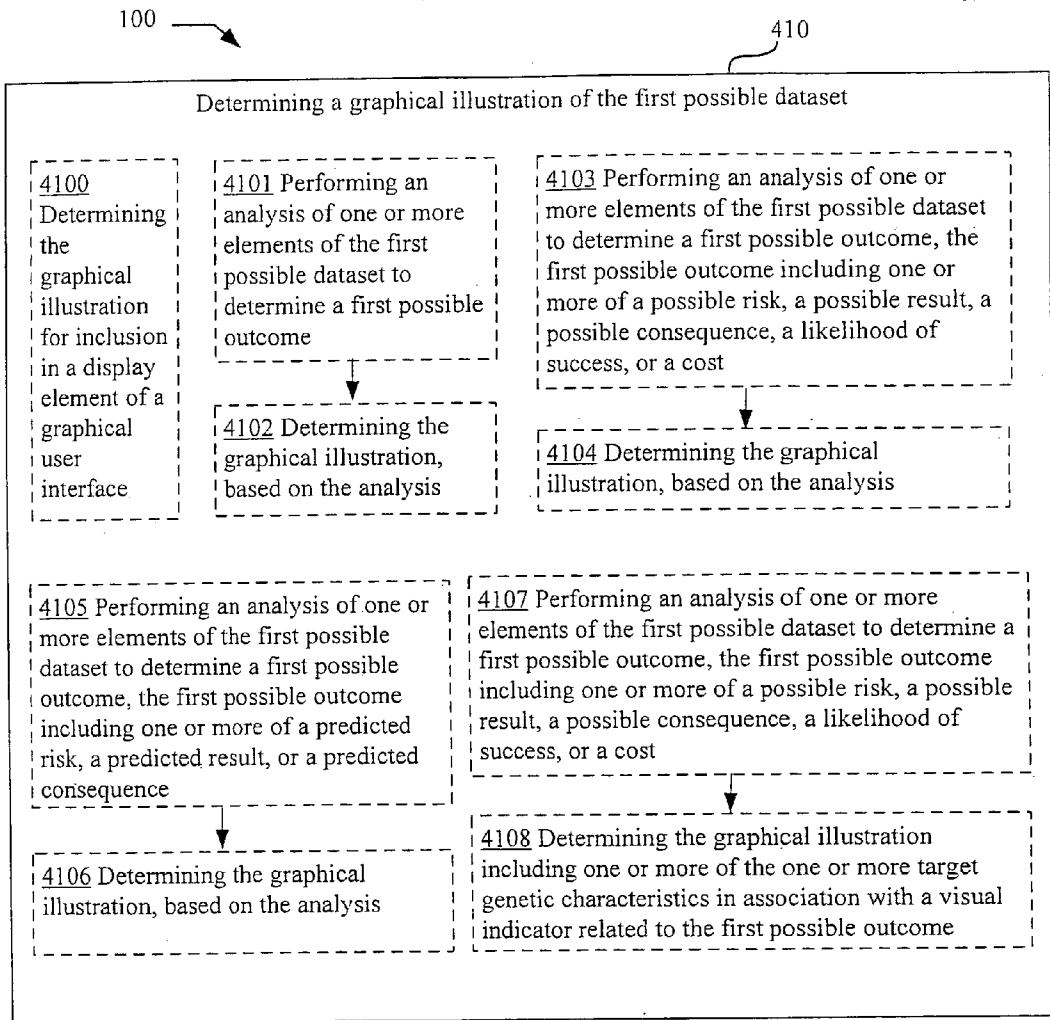 100
410
Determining a graphical illustration of the first possible dataset
4100
Determining
the
graphical
illustration
for inclusion
in a display
element of a
graphical
user
interface
4101 Performing an
analysis of one or more
elements of the first
possible dataset to
determine a first possible
outcome
4102 Determining the
graphical illustration,
based on the analysis
4103 Performing an analysis of one or
more elements of the first possible dataset
to determine a first possible outcome, the
first possible outcome including one or
more of a possible risk, a possible result, a
possible consequence, a likelihood of
success, or a cost
4104 Determining the graphical
illustration, based on the analysis
4105 Performing an analysis of one or
more elements of the first possible
dataset to determine a first possible
outcome, the first possible outcome
including one or more of a predicted
risk, a predicted result, or a predicted
consequence
4106 Determining the graphical
illustration, based on the analysis
4107 Performing an analysis of one or more
elements of the first possible dataset to determine a
first possible outcome, the first possible outcome
including one or more of a possible risk, a possible
result, a possible consequence, a likelihood of
success, or a cost
4108 Determining the graphical illustration
including one or more of the one or more target
genetic characteristics in association with a visual
indicator related to the first possible outcome